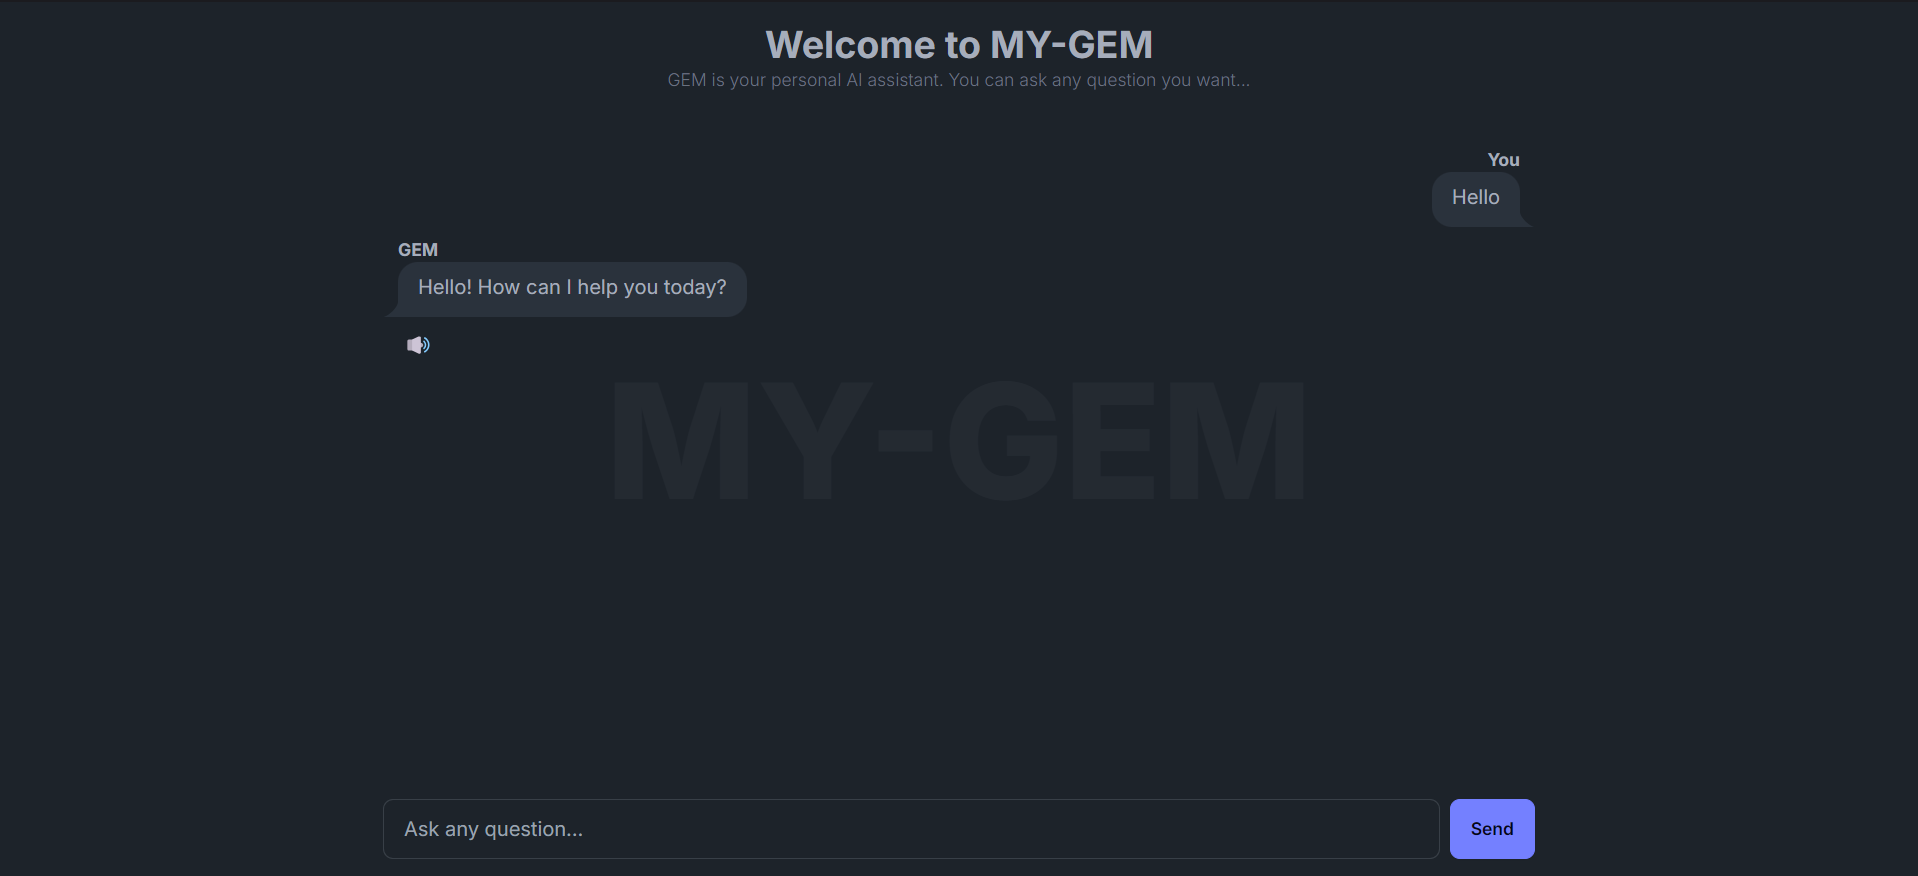 Welcome to MY-GEM
GEM is your personal AI assistant. You can ask any question you want...
You
Hello
GEM
Hello! How can I help you today?
MY-GEM
Ask any question...
Send